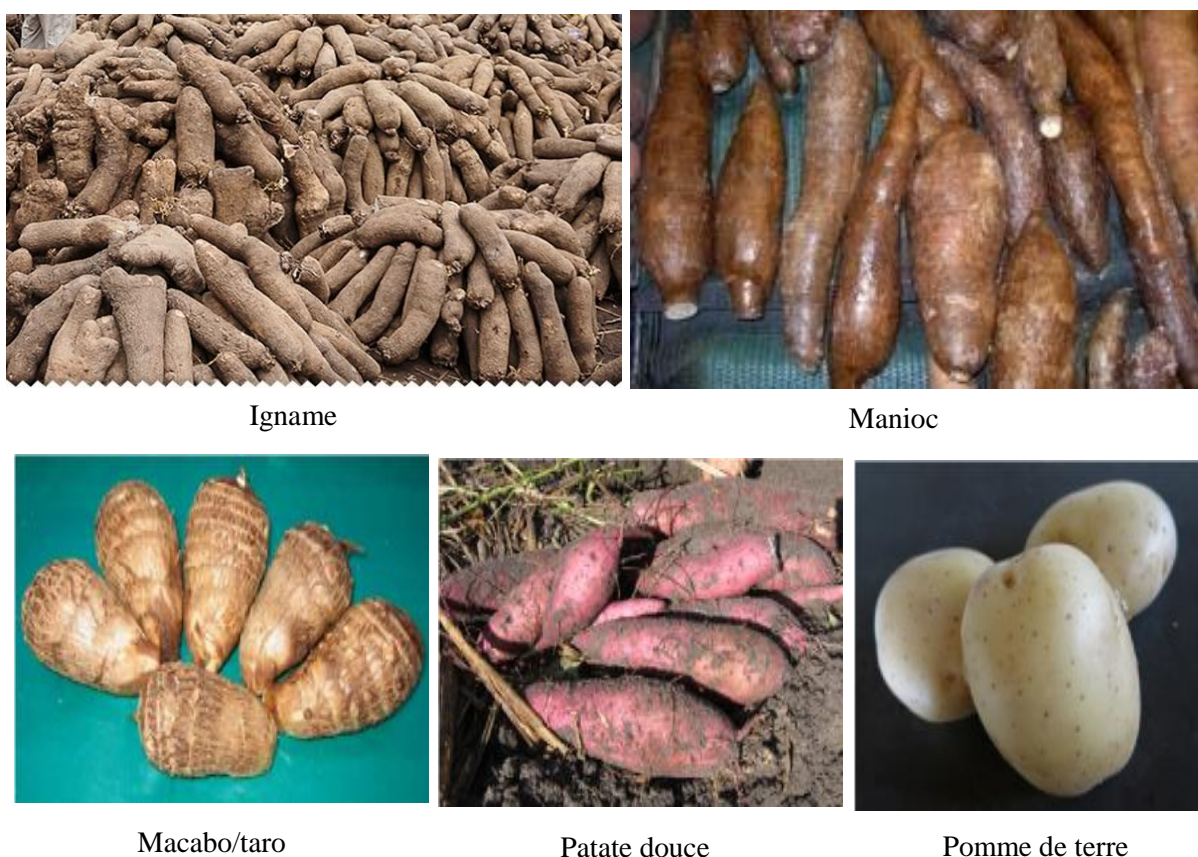 Igname
Manioc
Macabo/taro
Patate douce
Pomme de terre